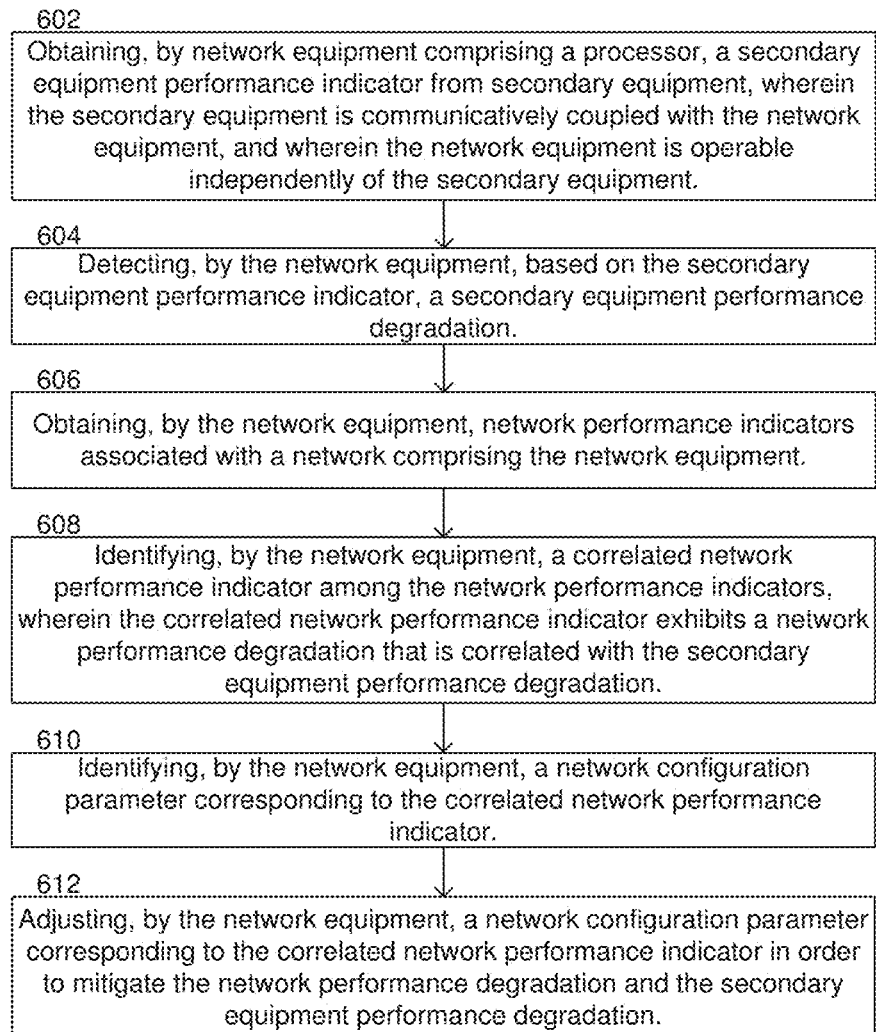 602
Obtaining, by network equipment comprising a processor, a secondary
equipment performance indicator from secondary equipment, wherein
the secondary equipment is communicatively coupled with the network
equipment, and wherein the network equipment is operable
independently of the secondary equipment.
604
Detecting, by the network equipment, based on the secondary
equipment performance indicator, a secondary equipment performance
degradation.
606
Obtaining, by the network equipment, network performance indicators
associated with a network comprising the network equipment.
608
Identifying, by the network equipment, a correlated network
performance indicator among the network performance indicators,
wherein the correlated network performance indicator exhibits a network
performance degradation that is correlated with the secondary
equipment performance degradation.
610
Identifying, by the network equipment, a network configuration
parameter corresponding to the correlated network performance
indicator.
612
Adjusting, by the network equipment, a network configuration parameter
corresponding to the correlated network performance indicator in order
to mitigate the network performance degradation and the secondary
equipment performance degradation.